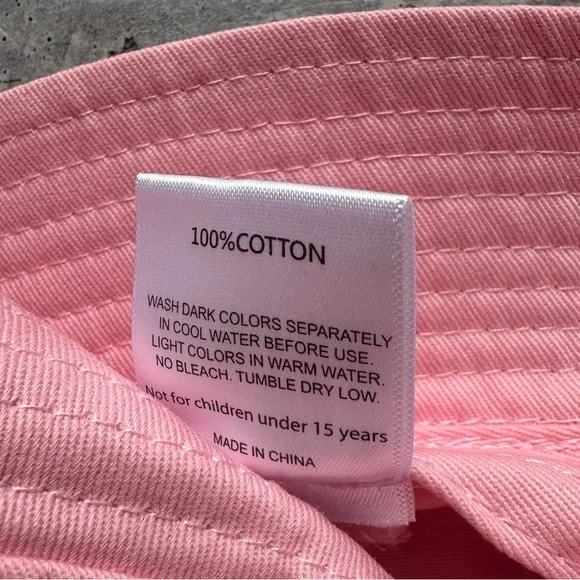 100%COTTON
WASH DARK COLORS SEPARATELY
IN COOL WATER BEFORE USE.
LIGHT COLORS IN WARM WATER.
NO BLEACH. TUMBLE DRY LOW.
Not for children under 15 years
MADE IN CHINA